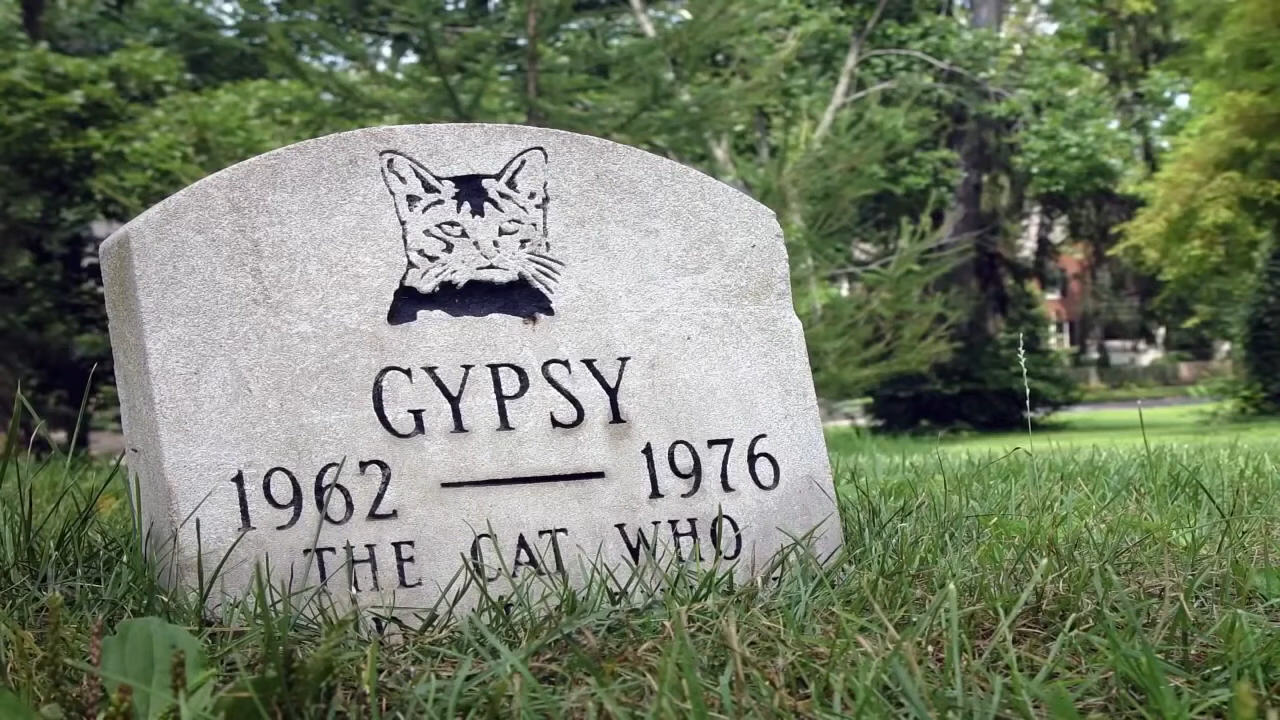 GYPSY
1962 — 1976
THE CAT WHO